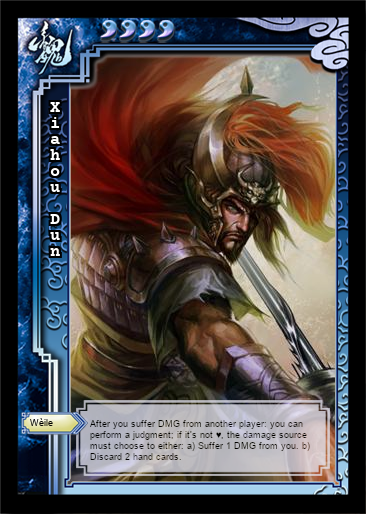 Xiahou Dun
Wèile
After you suffer DMG from another player: you can
perform a judgment; if it's not ♥, the damage source
must choose to either: a) Suffer 1 DMG from you. b)
Discard 2 hand cards.